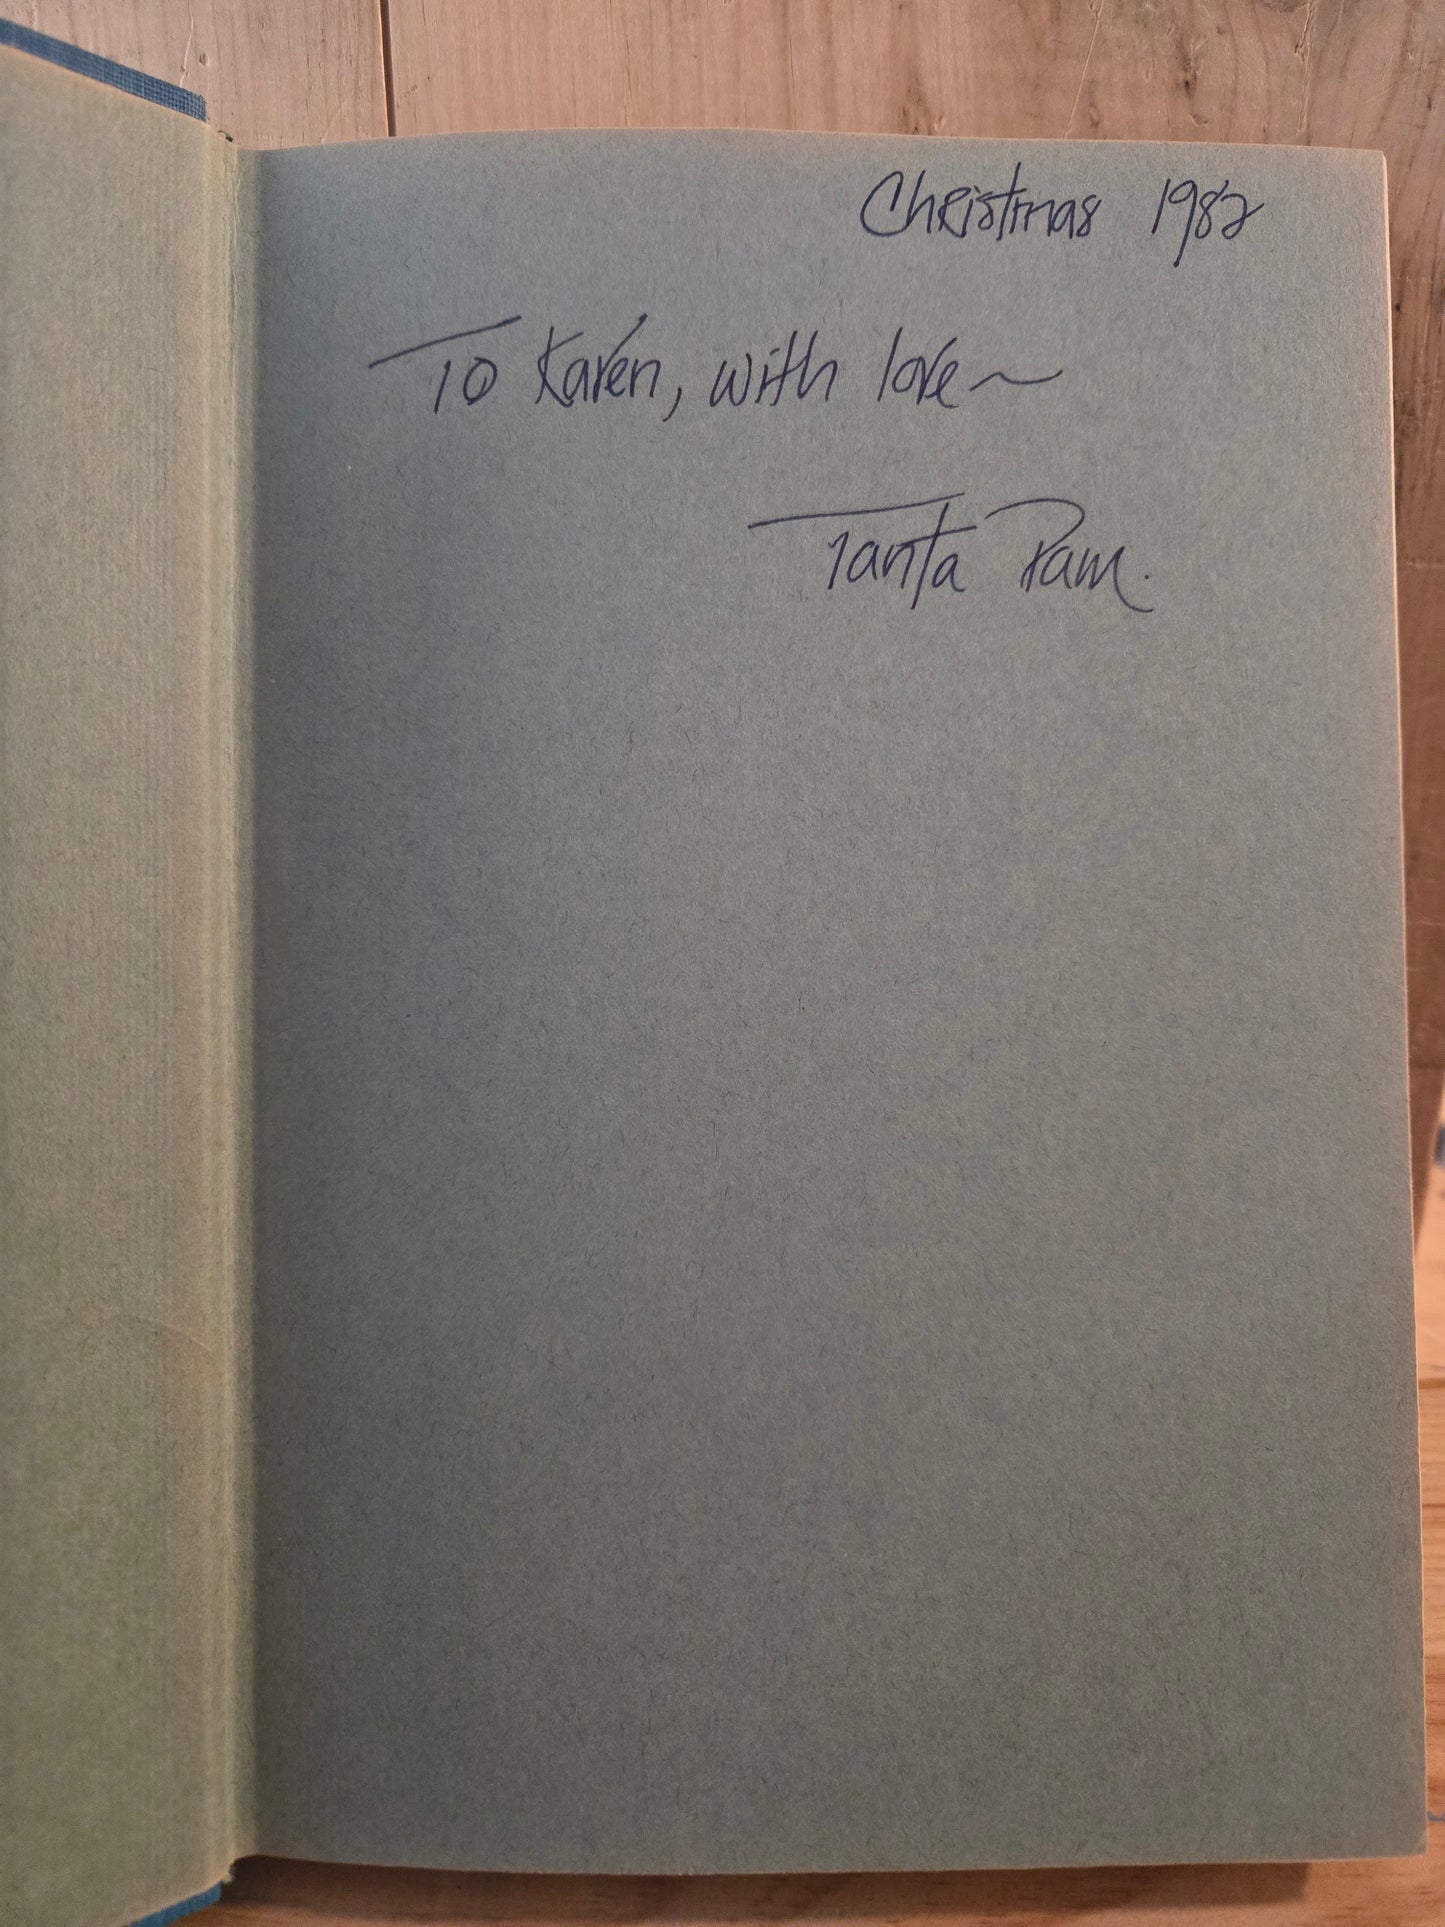 Christmas 1982
To Karen, with love~
Tanta Pam.